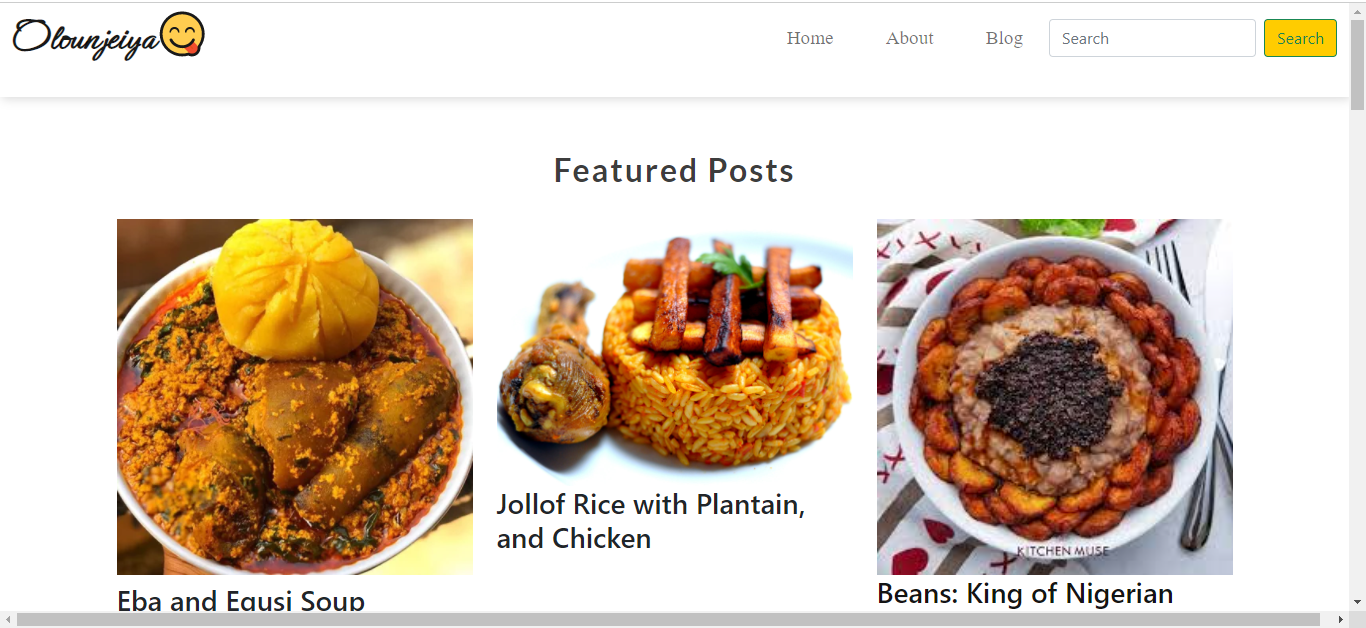 Olounjeiya
Home About Blog Search Search
Featured Posts
Eba and Egusi Soup
Jollof Rice with Plantain,
and Chicken
KITCHEN MUSE
Beans: King of Nigerian